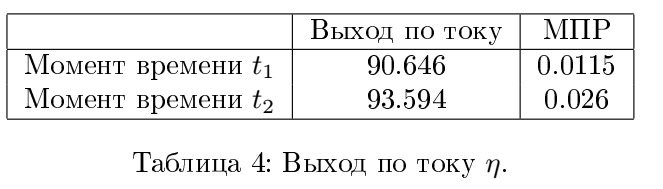 Выход по току МПР
Момент времени t₁ 90.646 0.0115
Момент времени t₂ 93.594 0.026
Таблица 4: Выход по току η.